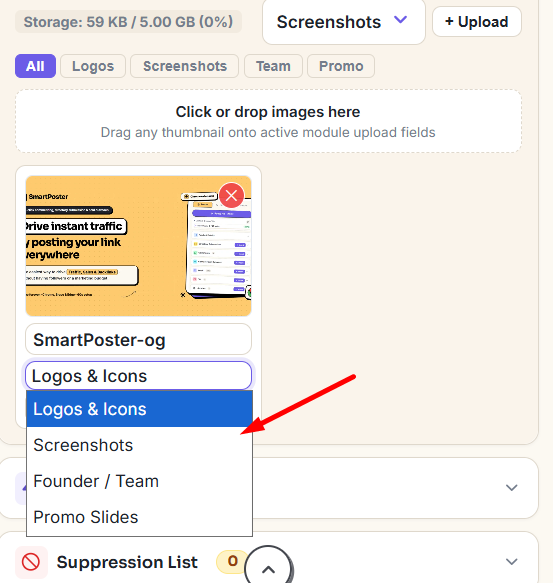 Storage: 59 KB / 5.00 GB (0%)
Screenshots
+ Upload
All
Logos
Screenshots
Team
Promo
Click or drop images here
Drag any thumbnail onto active module upload fields
SmartPoster
Drive instant traffic
y posting your link
verywhere
SmartPoster-og
Logos & Icons
Logos & Icons
Screenshots
Founder / Team
Promo Slides
Suppression List
0